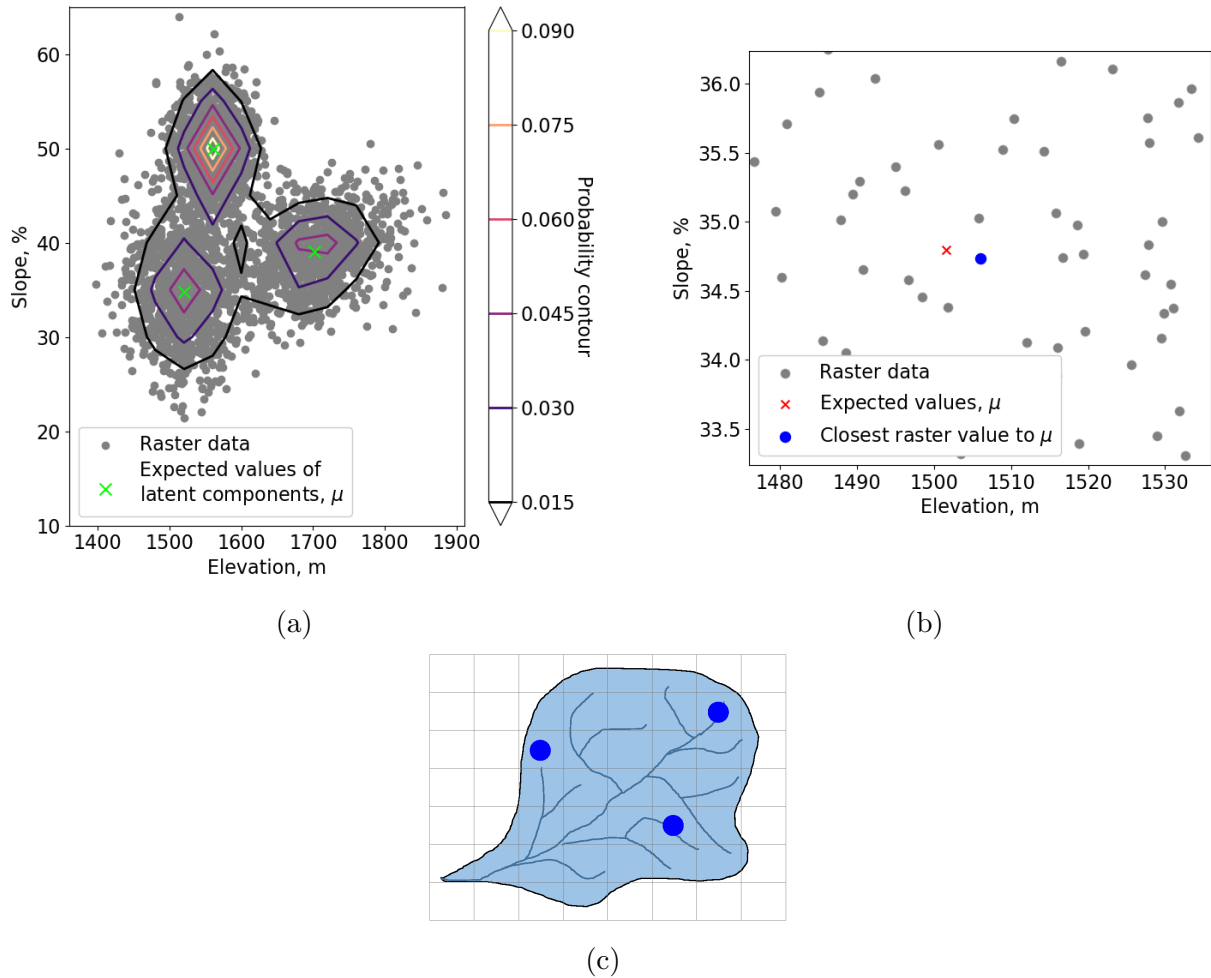 60
50
40
30
20
10
Slope, %
1400 1500 1600 1700 1800 1900
Elevation, m
Raster data
Expected values of
latent components, μ
0.090
0.075
0.060
0.045
0.030
0.015
Probability contour
(a)
36.0
35.5
35.0
34.5
34.0
33.5
Slope, %
1480 1490 1500 1510 1520 1530
Elevation, m
Raster data
Expected values, μ
Closest raster value to μ
(b)
(c)